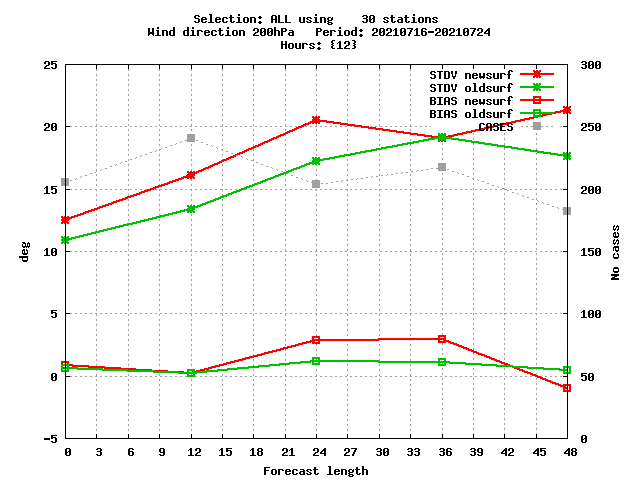 Selection: ALL using    30 stations
Wind direction 200hPa   Period: 20210716-20210724
Hours: {12}
STDV newsurf
STDV oldsurf
BIAS newsurf
BIAS oldsurf
CASES
25
20
15
10
5
0
-5
deg
300
250
200
150
100
50
0
No cases
0 3 6 9 12 15 18 21 24 27 30 33 36 39 42 45 48
Forecast length